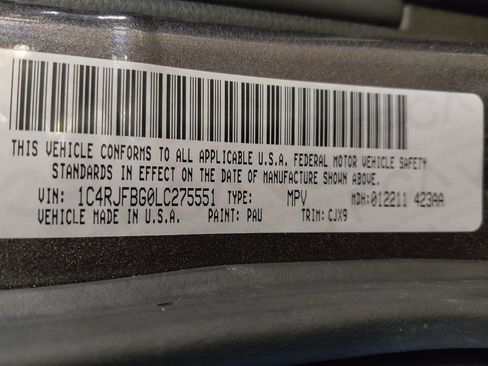 THIS VEHICLE CONFORMS TO ALL APPLICABLE U.S.A. FEDERAL MOTOR VEHICLE SAFETY
STANDARDS IN EFFECT ON THE DATE OF MANUFACTURE SHOWN ABOVE.
VIN: 1C4RJFBG0LC275551 TYPE: MPV MDH:012211 423AA
VEHICLE MADE IN U.S.A. PAINT: PAU TRIM: CJX9